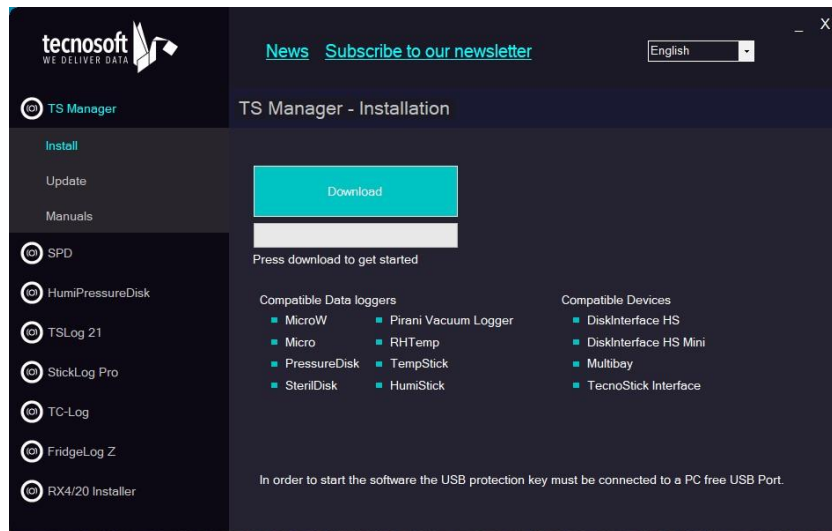 tecnosoft
WE DELIVER DATA
News Subscribe to our newsletter
English
_ X
TS Manager
Install
Update
Manuals
SPD
HumiPressureDisk
TSLog 21
StickLog Pro
TC-Log
FridgeLog Z
RX4/20 Installer
TS Manager - Installation
Download
Press download to get started
Compatible Data loggers
MicroW
Micro
PressureDisk
SterilDisk
Pirani Vacuum Logger
RHTemp
TempStick
HumiStick
Compatible Devices
DiskInterface HS
DiskInterface HS Mini
Multibay
TecnoStick Interface
In order to start the software the USB protection key must be connected to a PC free USB Port.